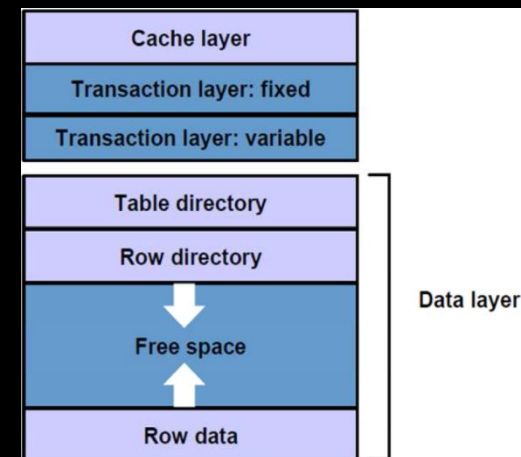 Cache layer
Transaction layer: fixed
Transaction layer: variable
Table directory
Row directory
Free space
Data layer
Row data